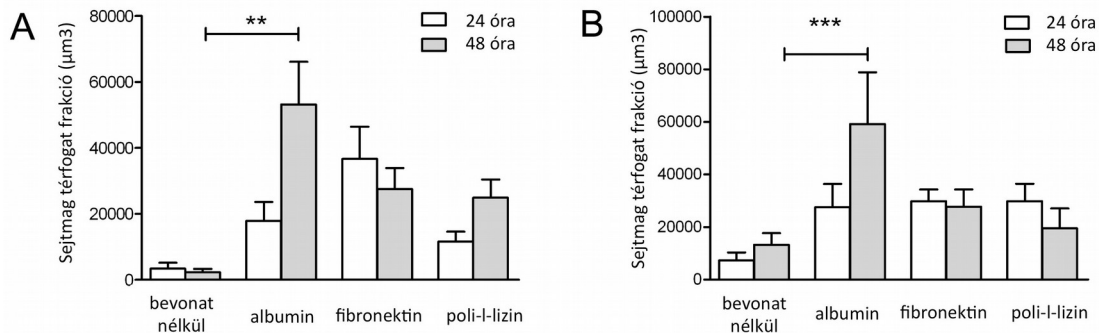 A
Sejtmag térfogat frakció (µm3)
80000
60000
40000
20000
0
**
24 óra
48 óra
bevonat
nélkül
albumin
fibronektin
poli-l-lizin
B
Sejtmag térfogat frakció (µm3)
100000
80000
60000
40000
20000
0
***
24 óra
48 óra
bevonat
nélkül
albumin
fibronektin
poli-l-lizin